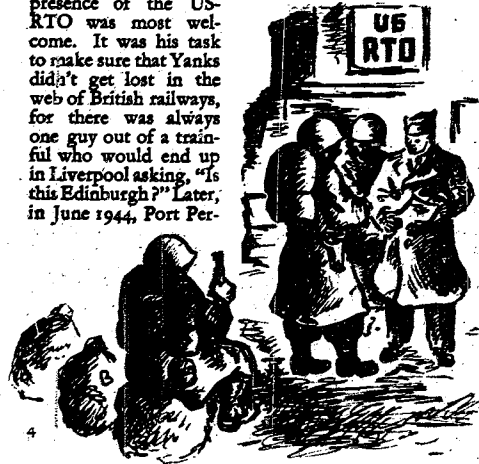 presence of the US-
RTO was most wel-
come. It was his task
to make sure that Yanks
didn't get lost in the
web of British railways,
for there was always
one guy out of a train-
ful who would end up
in Liverpool asking, "Is
this Edinburgh?" Later,
in June 1944, Port Per-
US
RTO
B
4